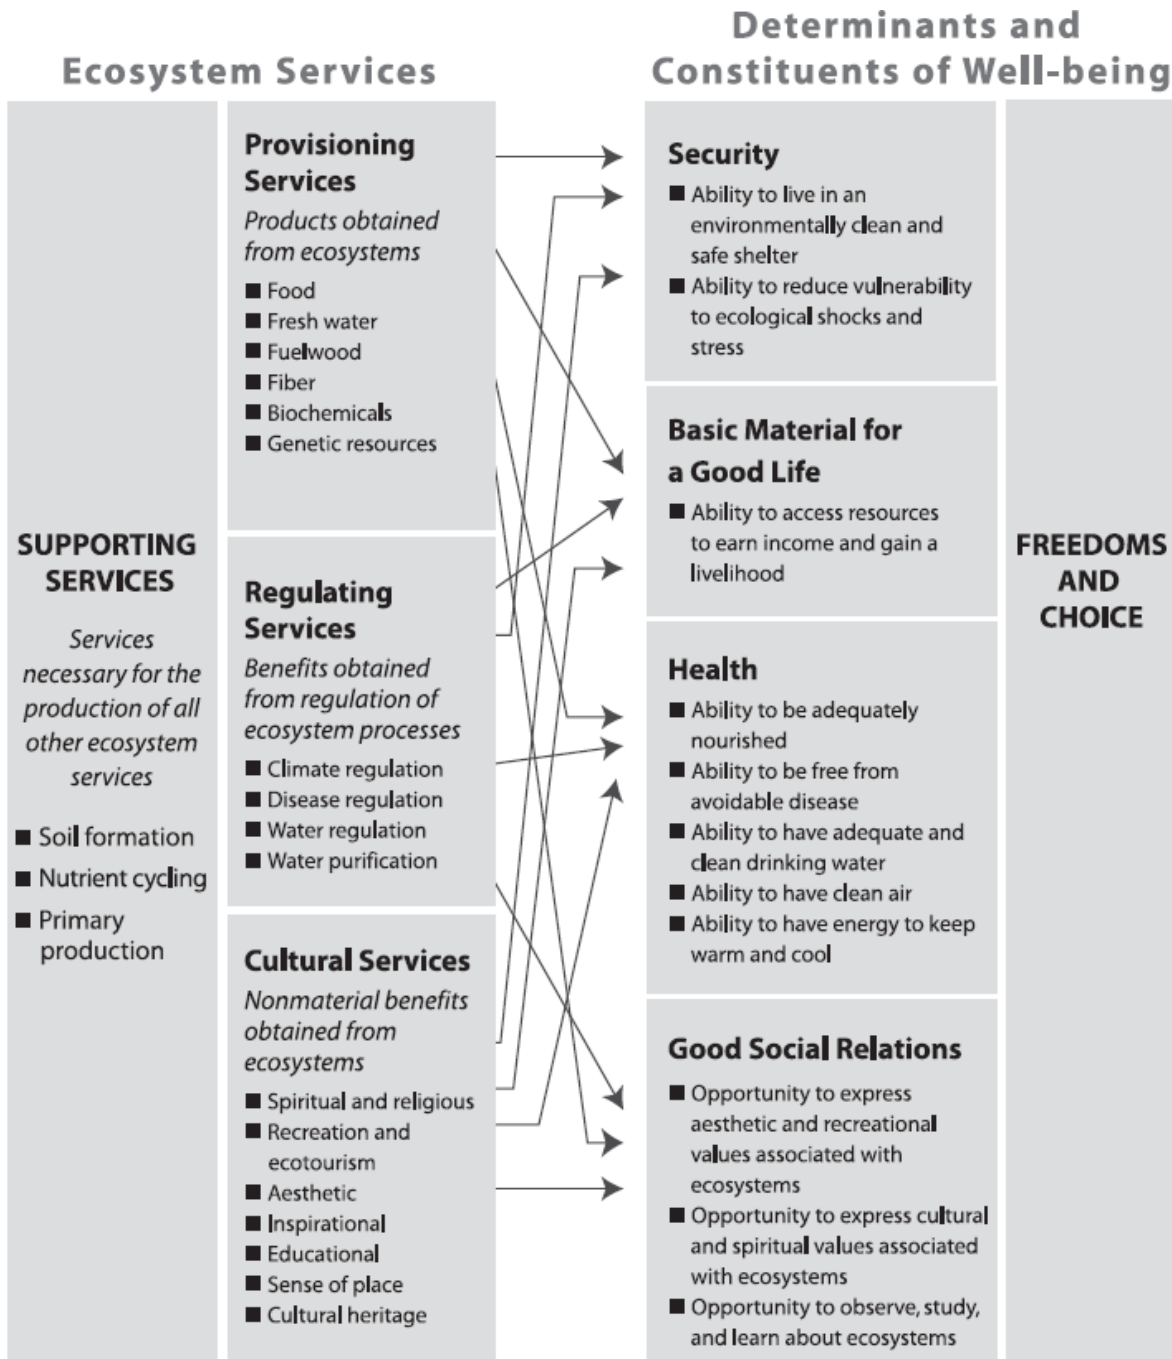 Ecosystem Services
Determinants and
Constituents of Well-being
SUPPORTING
SERVICES
Services
necessary for the
production of all
other ecosystem
services
■ Soil formation
■ Nutrient cycling
■ Primary
production
Provisioning
Services
Products obtained
from ecosystems
■ Food
■ Fresh water
■ Fuelwood
■ Fiber
■ Biochemicals
■ Genetic resources
Regulating
Services
Benefits obtained
from regulation of
ecosystem processes
■ Climate regulation
■ Disease regulation
■ Water regulation
■ Water purification
Cultural Services
Nonmaterial benefits
obtained from
ecosystems
■ Spiritual and religious
■ Recreation and
ecotourism
■ Aesthetic
■ Inspirational
■ Educational
■ Sense of place
■ Cultural heritage
Security
■ Ability to live in an
environmentally clean and
safe shelter
■ Ability to reduce vulnerability
to ecological shocks and
stress
Basic Material for
a Good Life
■ Ability to access resources
to earn income and gain a
livelihood
Health
■ Ability to be adequately
nourished
■ Ability to be free from
avoidable disease
■ Ability to have adequate and
clean drinking water
■ Ability to have clean air
■ Ability to have energy to keep
warm and cool
Good Social Relations
■ Opportunity to express
aesthetic and recreational
values associated with
ecosystems
■ Opportunity to express cultural
and spiritual values associated
with ecosystems
■ Opportunity to observe, study,
and learn about ecosystems
FREEDOMS
AND
CHOICE